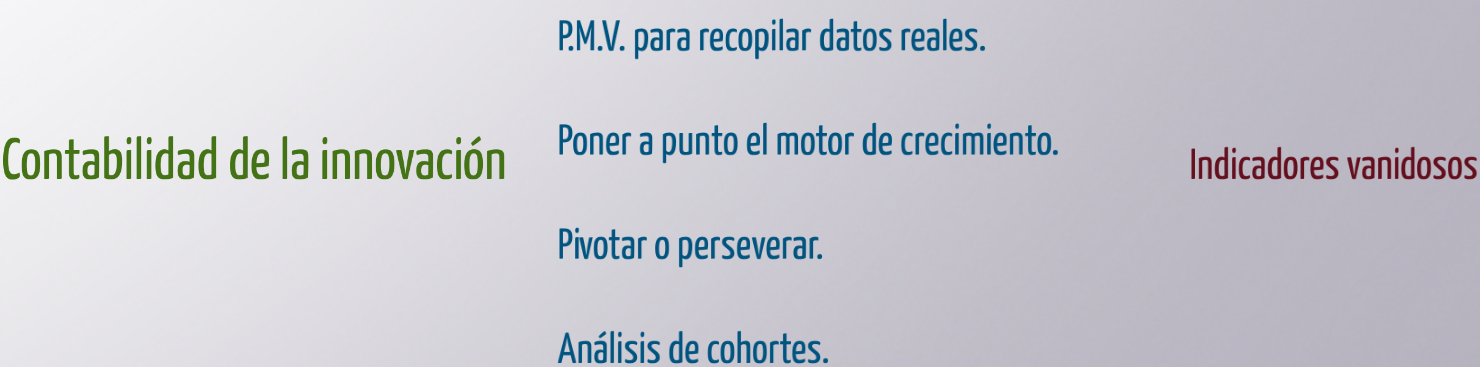 Contabilidad de la innovación
P.M.V. para recopilar datos reales.
Poner a punto el motor de crecimiento.
Pivotar o perseverar.
Análisis de cohortes.
Indicadores vanidosos